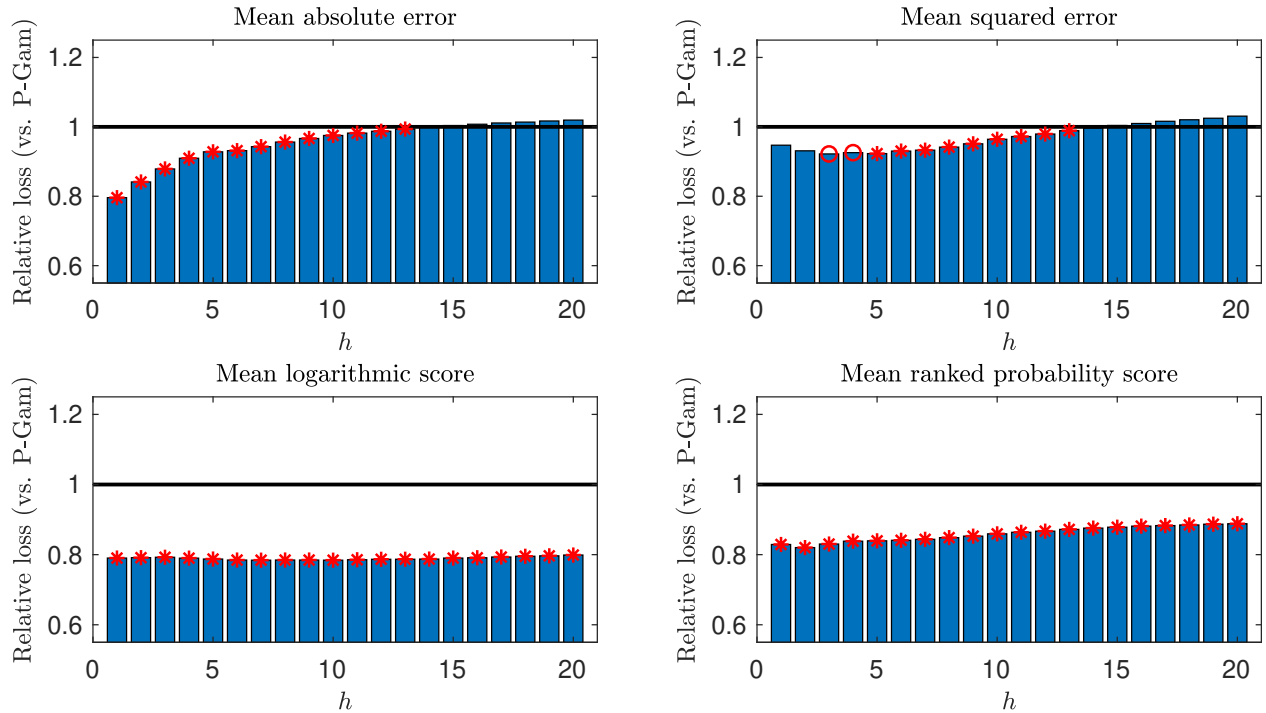 Mean absolute error
Relative loss (vs. P-Gam)
1.2
1
0.8
0.6
0 5 10 15 20
h
Mean squared error
Relative loss (vs. P-Gam)
1.2
1
0.8
0.6
0 5 10 15 20
h
Mean logarithmic score
Relative loss (vs. P-Gam)
1.2
1
0.8
0.6
0 5 10 15 20
h
Mean ranked probability score
Relative loss (vs. P-Gam)
1.2
1
0.8
0.6
0 5 10 15 20
h